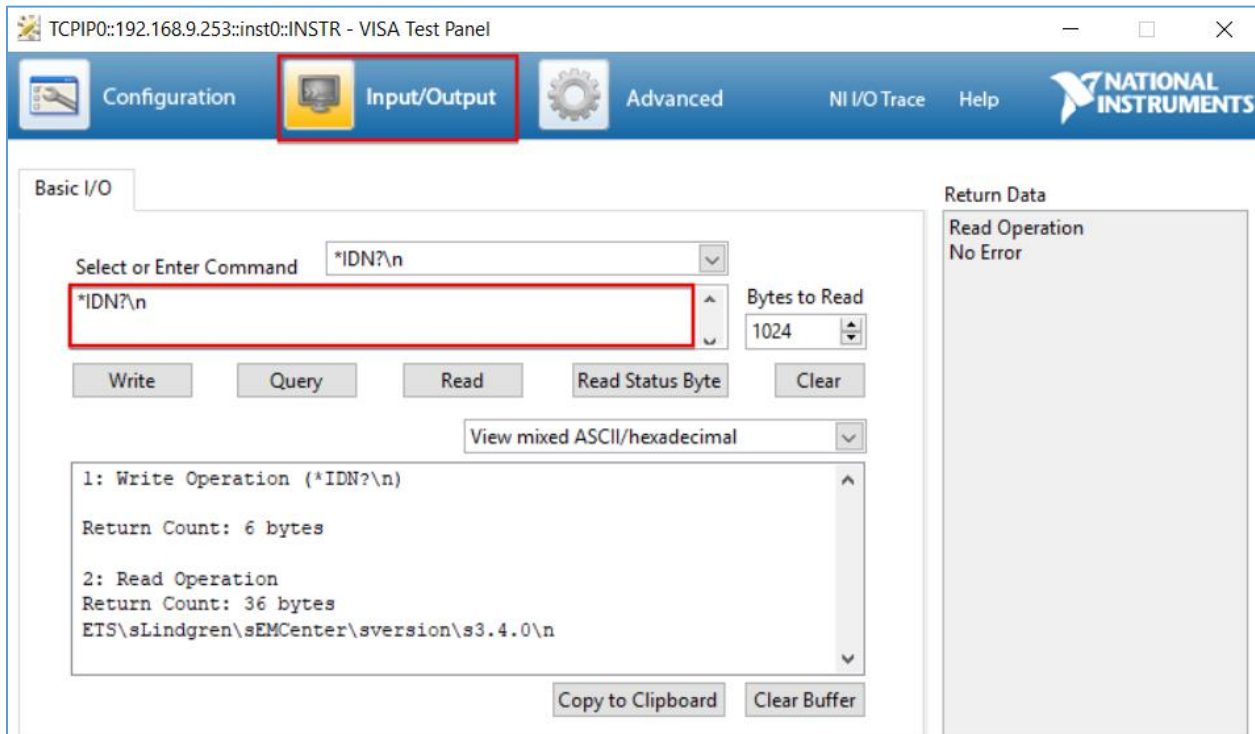 TCPIP0::192.168.9.253::inst0::INSTR - VISA Test Panel
Configuration
Input/Output
Advanced
NI I/O Trace
Help
NATIONAL
INSTRUMENTS
Basic I/O
Return Data
Read Operation
No Error
Select or Enter Command
*IDN?\n
*IDN?\n
Bytes to Read
1024
Write
Query
Read
Read Status Byte
Clear
View mixed ASCII/hexadecimal
1: Write Operation (*IDN?\n)
Return Count: 6 bytes
2: Read Operation
Return Count: 36 bytes
ETS\sLindgren\sEMCenter\sversion\s3.4.0\n
Copy to Clipboard
Clear Buffer